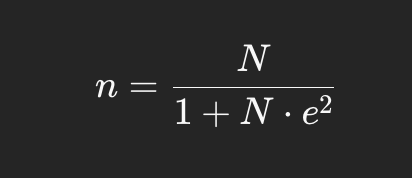 n = N / (1 + N · e²)